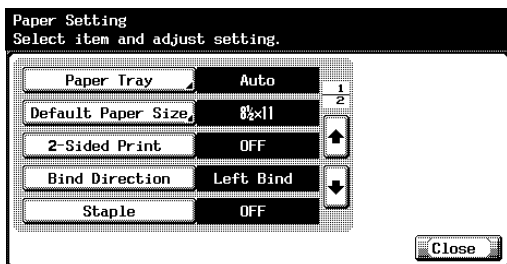 Paper Setting
Select item and adjust setting.
Paper Tray Auto
1
2
Default Paper Size 8½×11
2-Sided Print OFF
Bind Direction Left Bind
Staple OFF
Close